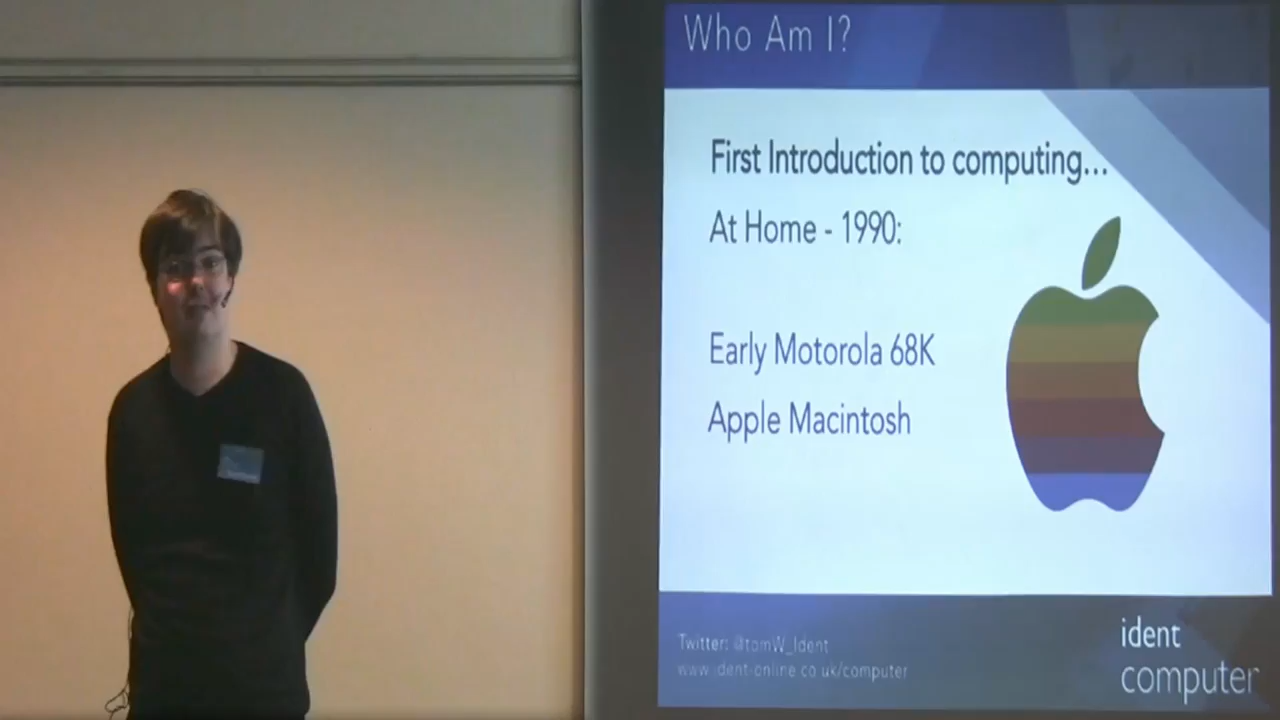 Who Am I?
First Introduction to computing...
At Home - 1990:
Early Motorola 68K
Apple Macintosh
Twitter: @tomW_Ident
www.ident-online.co.uk/computer
ident
computer